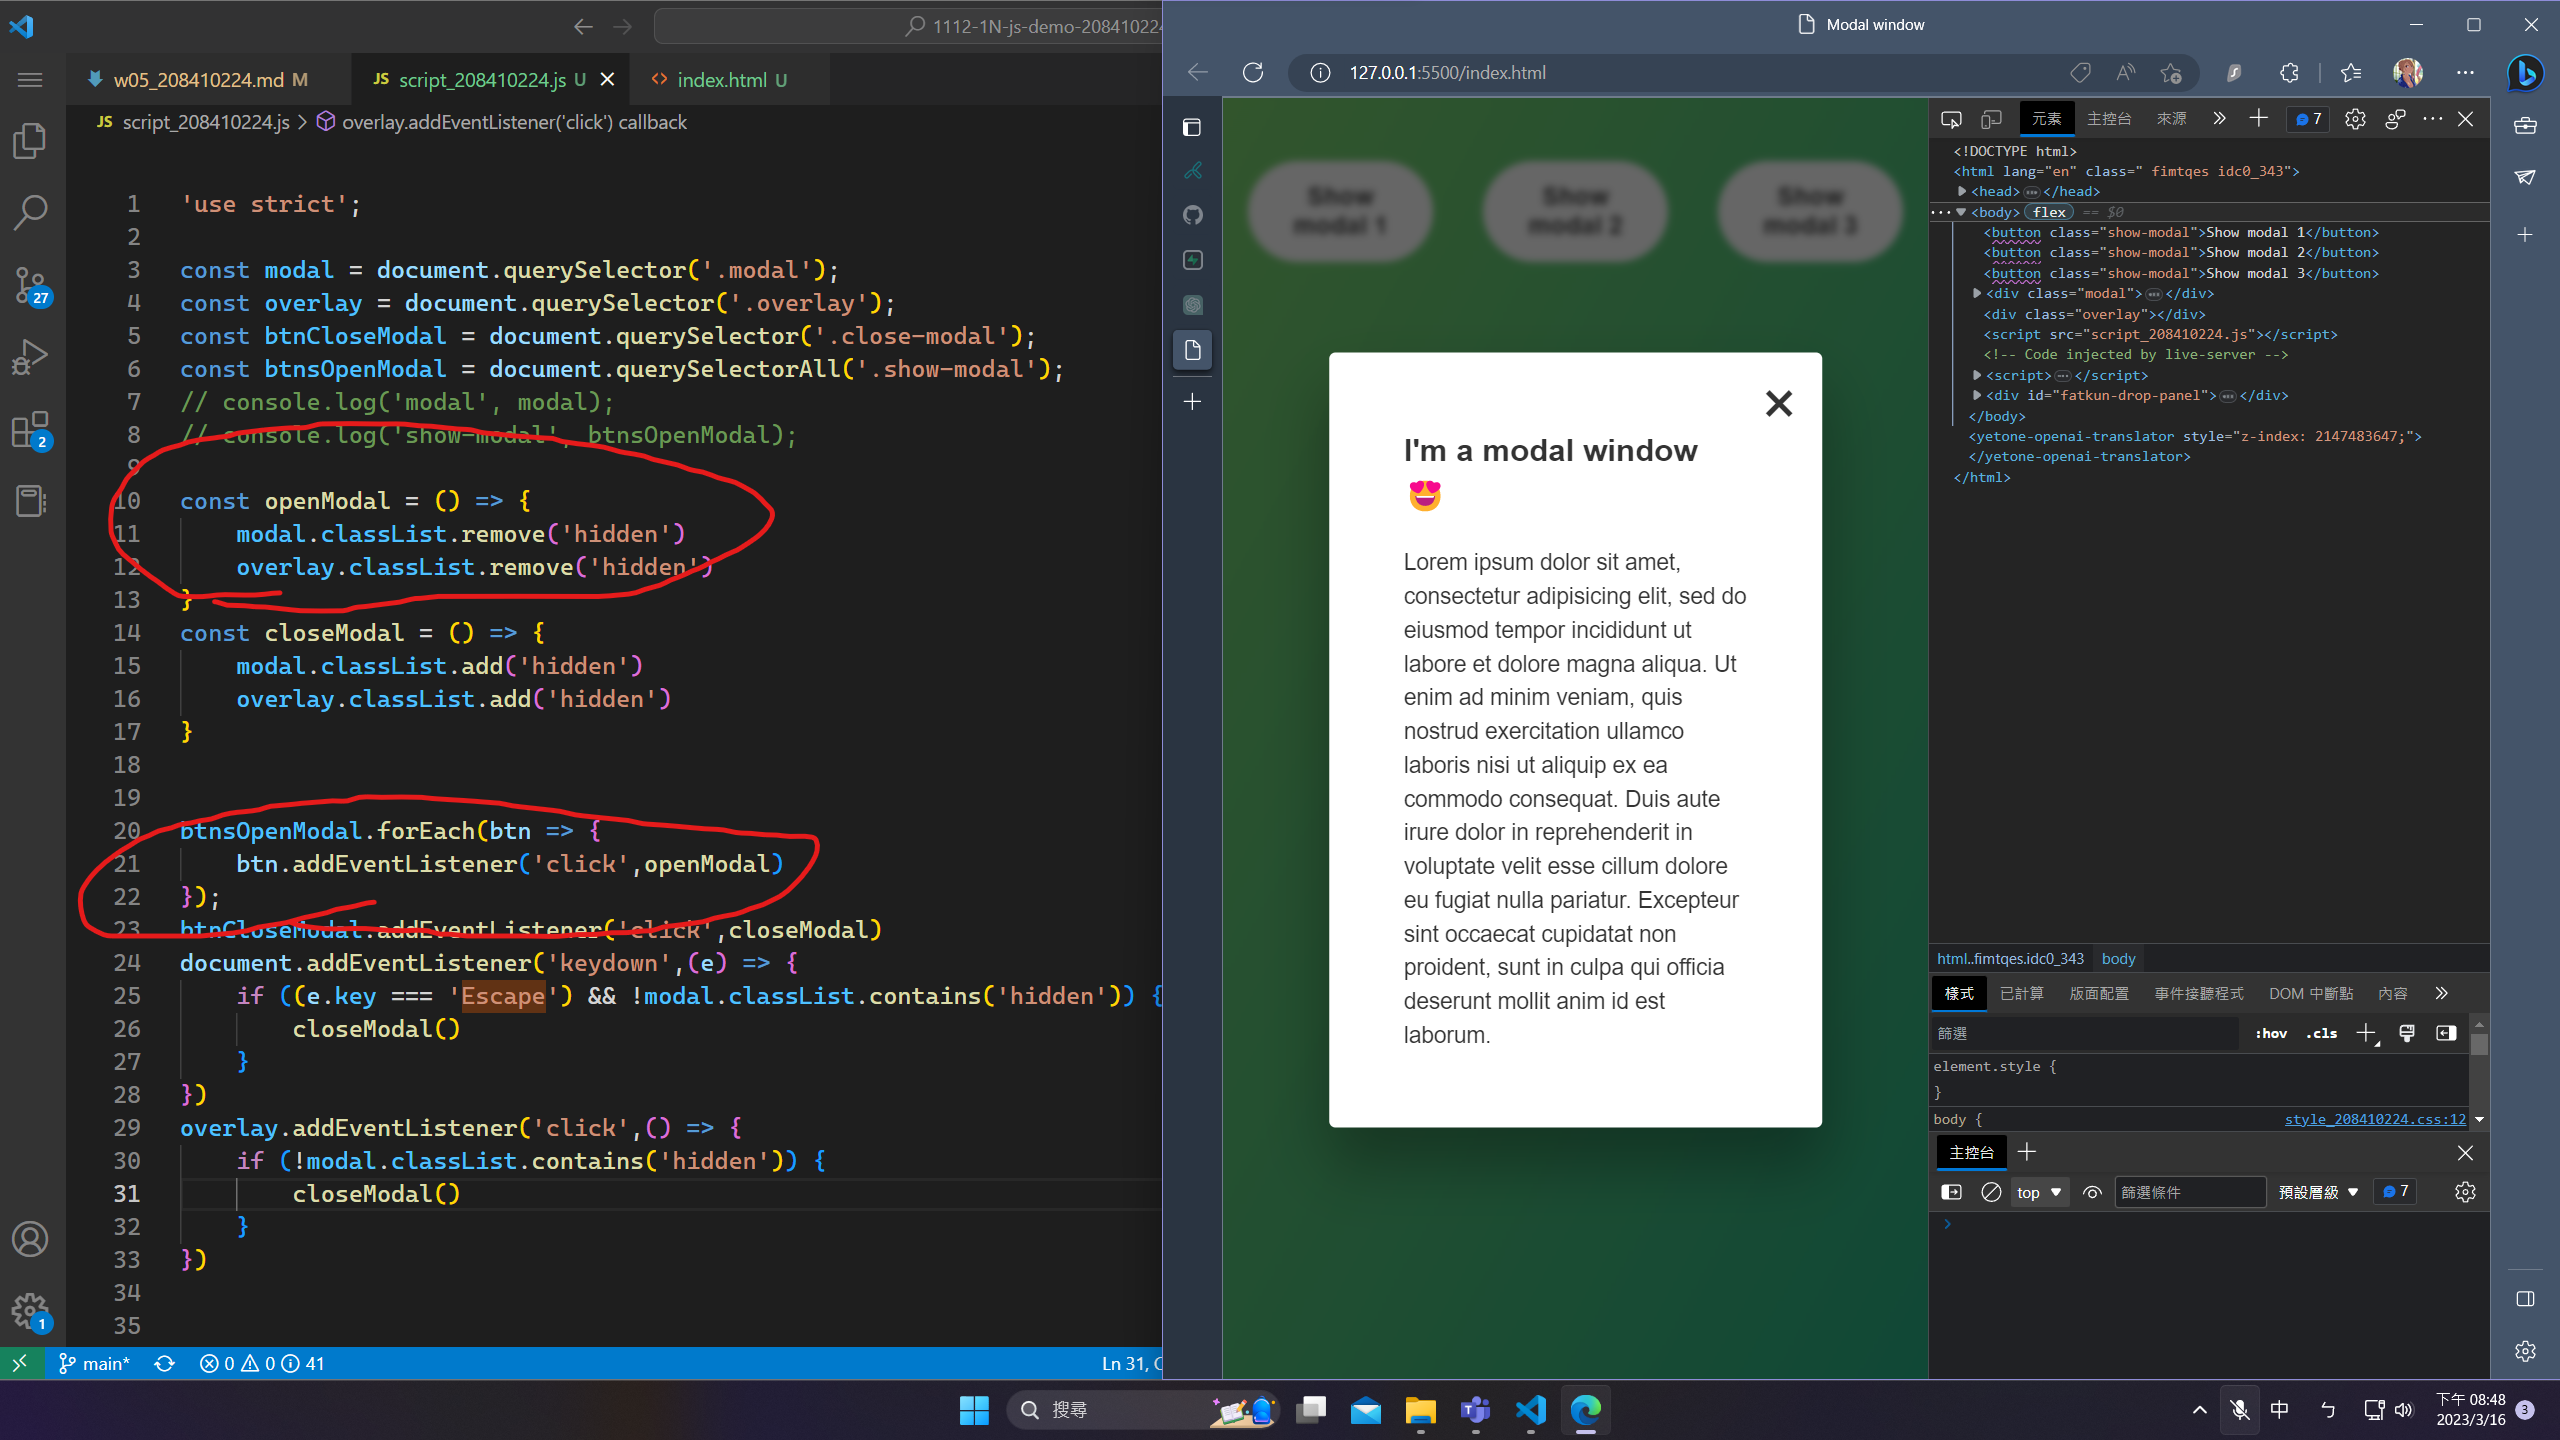 1112-1N-js-demo-208410224
w05_208410224.md M
JS script_208410224.js U
index.html U
JS script_208410224.js > overlay.addEventListener('click') callback
1 'use strict';
2
3 const modal = document.querySelector('.modal');
4 const overlay = document.querySelector('.overlay');
5 const btnCloseModal = document.querySelector('.close-modal');
6 const btnsOpenModal = document.querySelectorAll('.show-modal');
7 // console.log('modal', modal);
8 // console.log('show-modal', btnsOpenModal);
9
10 const openModal = () => {
11 modal.classList.remove('hidden')
12 overlay.classList.remove('hidden')
13 }
14 const closeModal = () => {
15 modal.classList.add('hidden')
16 overlay.classList.add('hidden')
17 }
18
19
20 btnsOpenModal.forEach(btn => {
21 btn.addEventListener('click',openModal)
22 });
23 btnCloseModal.addEventListener('click',closeModal)
24 document.addEventListener('keydown',(e) => {
25 if ((e.key === 'Escape') && !modal.classList.contains('hidden')) {
26 closeModal()
27 }
28 })
29 overlay.addEventListener('click',() => {
30 if (!modal.classList.contains('hidden')) {
31 closeModal()
32 }
33 })
34
35
27
2
1
main*
0 0 41
Ln 31, C
Modal window
127.0.0.1:5500/index.html
Show modal 1
Show modal 2
Show modal 3
I'm a modal window
Lorem ipsum dolor sit amet,
consectetur adipisicing elit, sed do
eiusmod tempor incididunt ut
labore et dolore magna aliqua. Ut
enim ad minim veniam, quis
nostrud exercitation ullamco
laboris nisi ut aliquip ex ea
commodo consequat. Duis aute
irure dolor in reprehenderit in
voluptate velit esse cillum dolore
eu fugiat nulla pariatur. Excepteur
sint occaecat cupidatat non
proident, sunt in culpa qui officia
deserunt mollit anim id est
laborum.
元素 主控台 來源 7
<!DOCTYPE html>
<html lang="en" class=" fimtqes idc0_343">
<head>…</head>
<body> flex == $0
<button class="show-modal">Show modal 1</button>
<button class="show-modal">Show modal 2</button>
<button class="show-modal">Show modal 3</button>
<div class="modal">…</div>
<div class="overlay"></div>
<script src="script_208410224.js"></script>
<!-- Code injected by live-server -->
<script>…</script>
<div id="fatkun-drop-panel">…</div>
</body>
<yetone-openai-translator style="z-index: 2147483647;">
</yetone-openai-translator>
</html>
html..fimtqes.idc0_343 body
樣式 已計算 版面配置 事件接聽程式 DOM 中斷點 內容
篩選 :hov .cls
element.style {
}
body { style_208410224.css:12
主控台
top 篩選條件 預設層級 7
搜尋
中 ㄅ
下午 08:48
2023/3/16
3